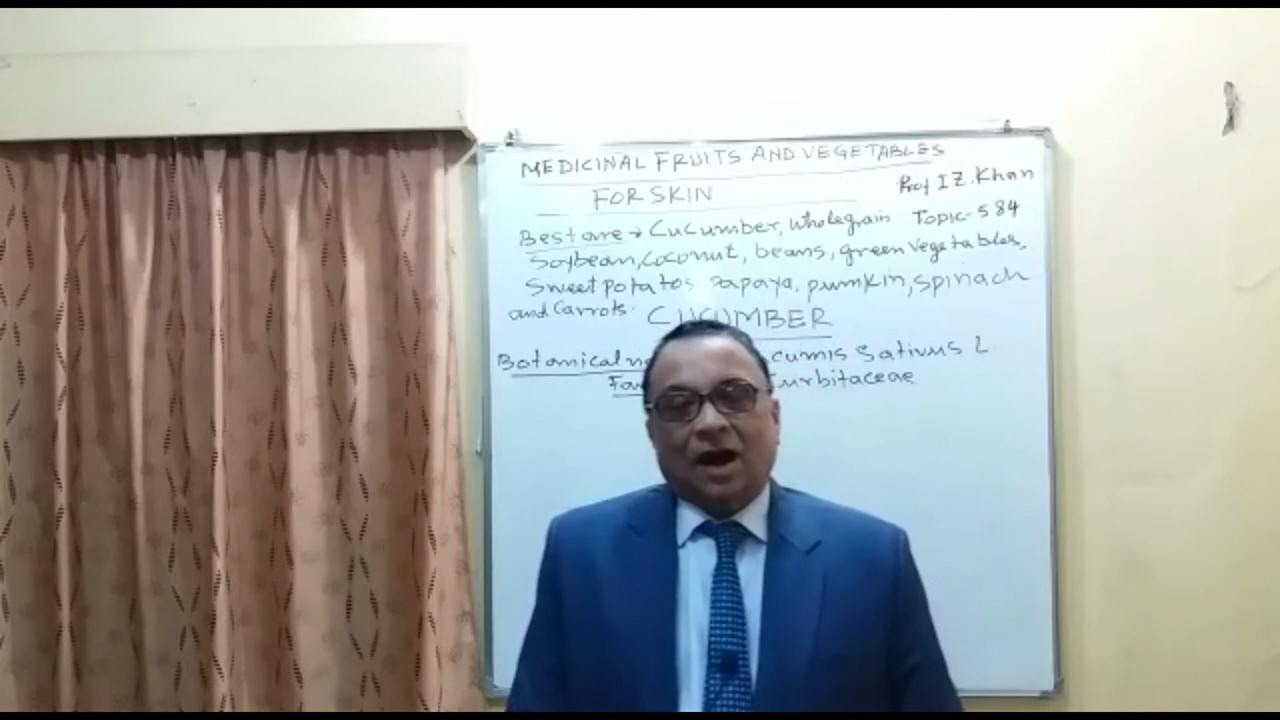 MEDICINAL FRUITS AND VEGETABLES
FOR SKIN
Prof I Z. Khan
Best are → Cucumber, wholegrain Topic-584
Soybean, coconut, beans, green vegetables,
Sweet potatos papaya, pumkin, spinach
and Carrots.
CUCUMBER
Botanical cumis Sativus L
urbitaceae